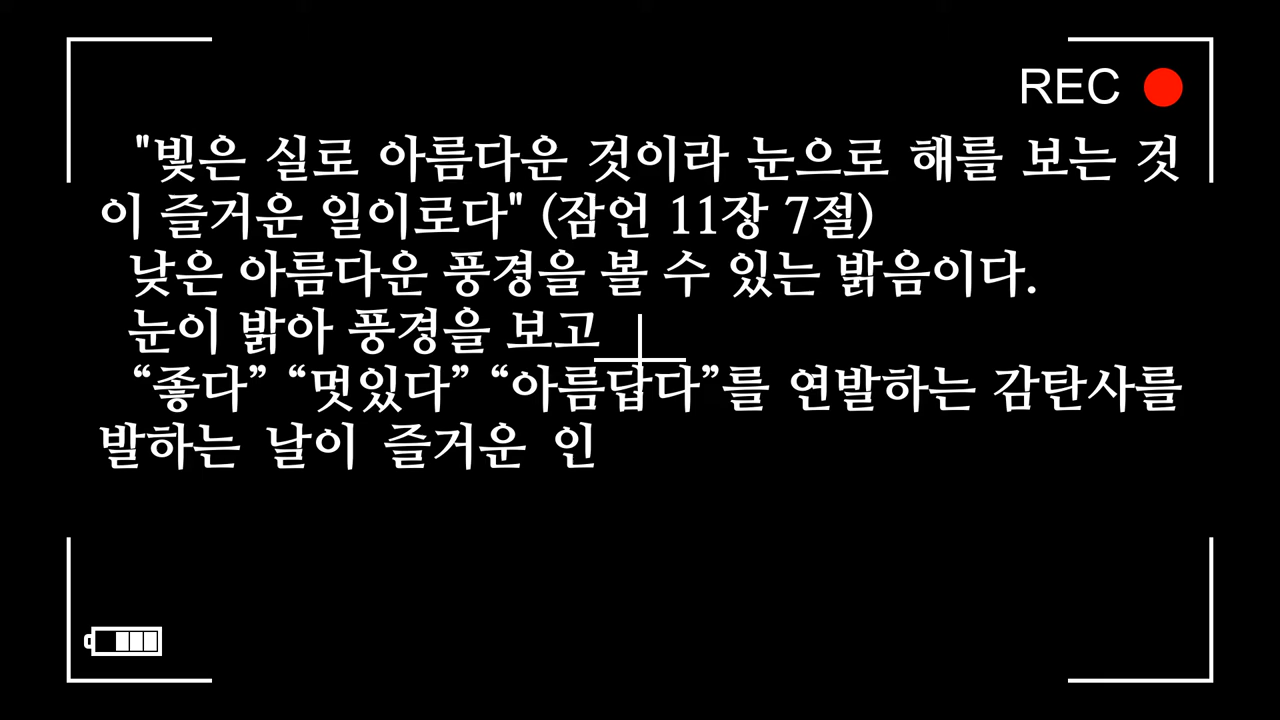 REC
"빛은 실로 아름다운 것이라 눈으로 해를 보는 것
이 즐거운 일이로다" (잠언 11장 7절)
낮은 아름다운 풍경을 볼 수 있는 밝음이다.
눈이 밝아 풍경을 보고
“좋다” “멋있다” “아름답다”를 연발하는 감탄사를
발하는 날이 즐거운 인